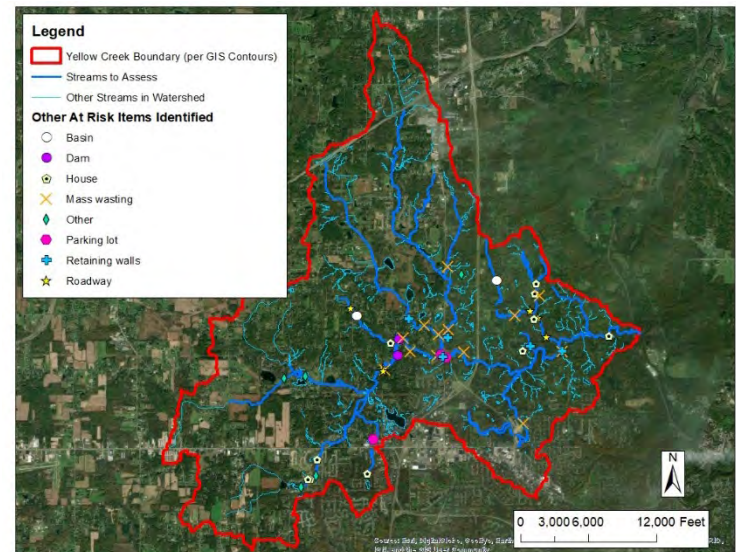 Legend
Yellow Creek Boundary (per GIS Contours)
Streams to Assess
Other Streams in Watershed
Other At Risk Items Identified
Basin
Dam
House
Mass wasting
Other
Parking lot
Retaining walls
Roadway
N
0 3,000 6,000 12,000 Feet